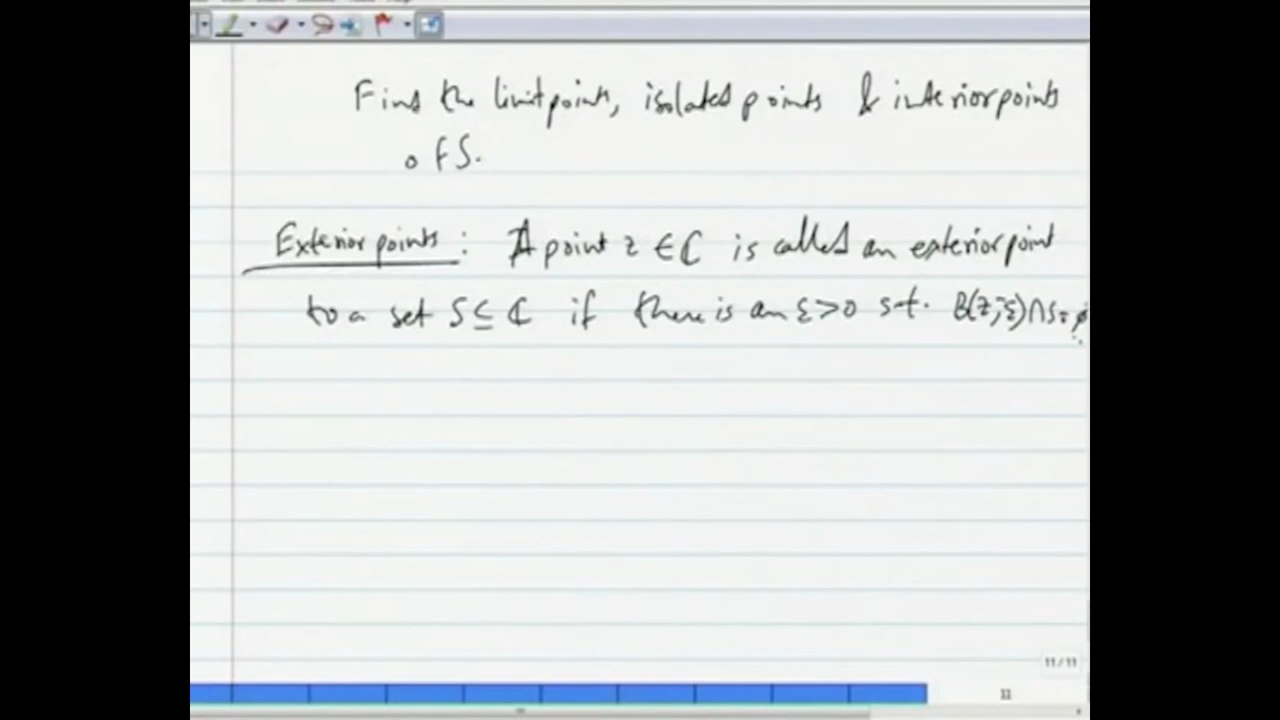 Find the limit points, isolated points & interior points
of S.
Exterior points : A point z ∈ ℂ is called an exterior point
to a set S ⊆ ℂ if there is an ε>0 s.t. B(z;ε)∩S=φ
11 / 11
11